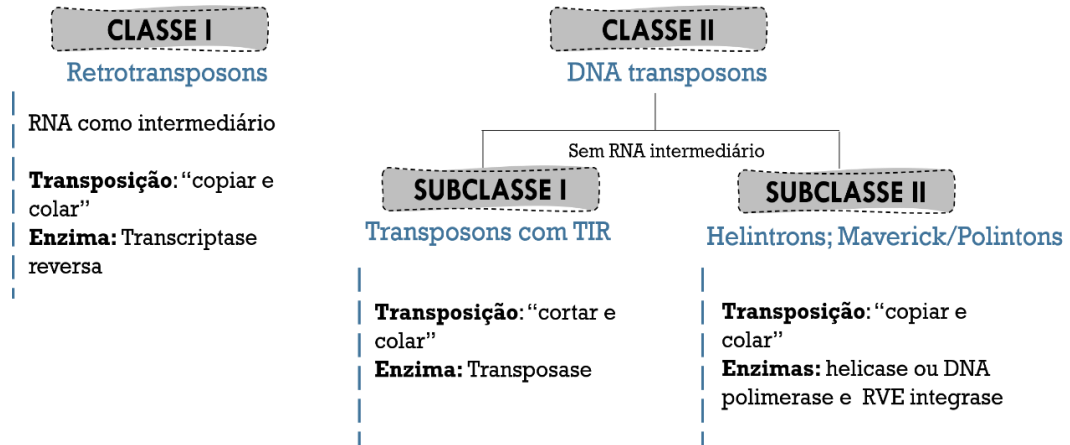 CLASSE I
Retrotransposons
RNA como intermediário
Transposição: “copiar e
colar”
Enzima: Transcriptase
reversa
CLASSE II
DNA transposons
Sem RNA intermediário
SUBCLASSE I
Transposons com TIR
Transposição: “cortar e
colar”
Enzima: Transposase
SUBCLASSE II
Helintrons; Maverick/Polintons
Transposição: “copiar e
colar”
Enzimas: helicase ou DNA
polimerase e RVE integrase